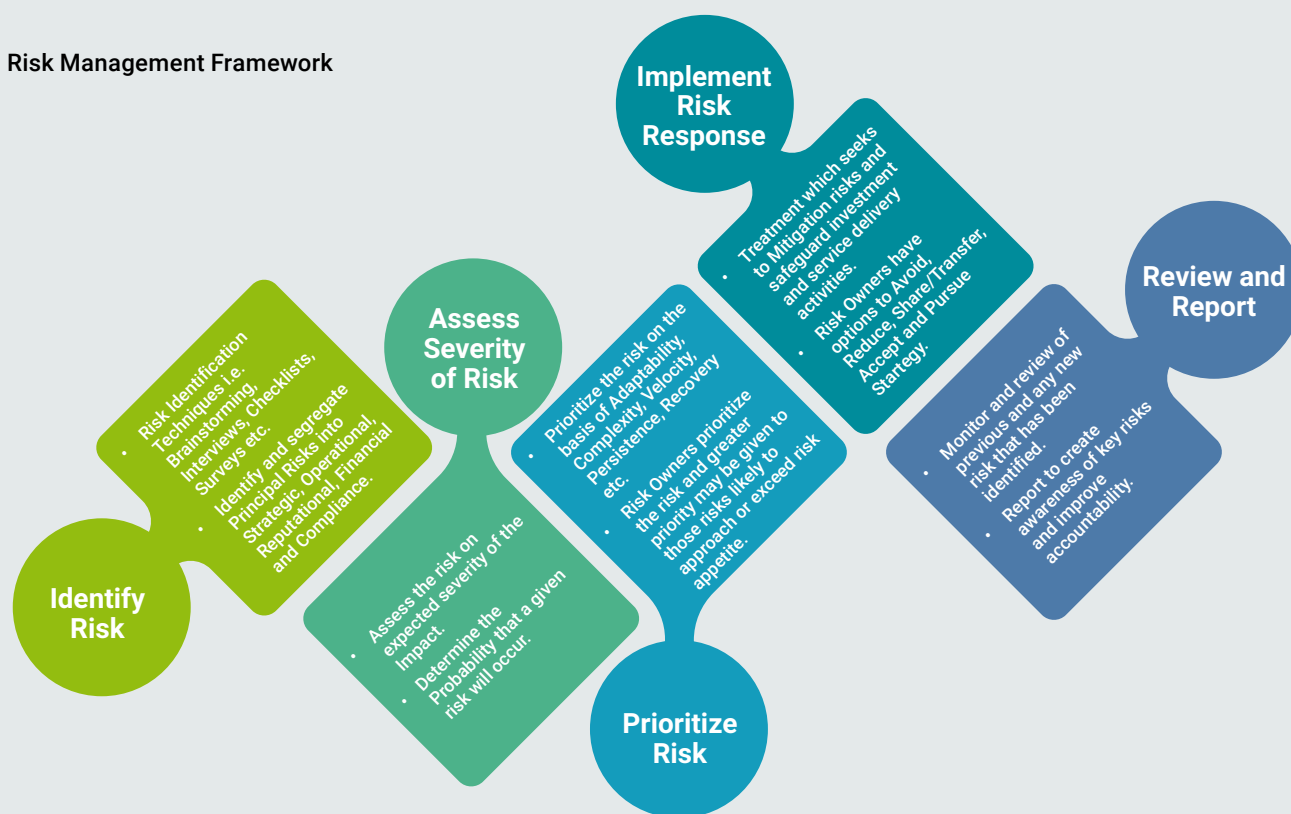 Risk Management Framework
Identify
Risk
• Risk Identification
Techniques i.e.
Brainstorming,
Interviews, Checklists,
Surveys etc.
• Identify and segregate
Principal Risks into
Strategic, Operational,
Reputational, Financial
and Compliance.
Assess
Severity
of Risk
• Assess the risk on
expected severity of the
Impact.
• Determine the
Probability that a given
risk will occur.
Prioritize
Risk
• Prioritize the risk on the
basis of Adaptability,
Complexity, Velocity,
Persistence, Recovery
etc.
• Risk Owners prioritize
the risk and greater
priority may be given to
those risks likely to
approach or exceed risk
appetite.
Implement
Risk
Response
• Treatment which seeks
to Mitigation risks and
safeguard investment
and service delivery
activities.
• Risk Owners have
options to Avoid,
Reduce, Share/Transfer,
Accept and Pursue
Startegy.
Review and
Report
• Monitor and review of
previous and any new
risk that has been
identified.
• Report to create
awareness of key risks
and improve
accountability.